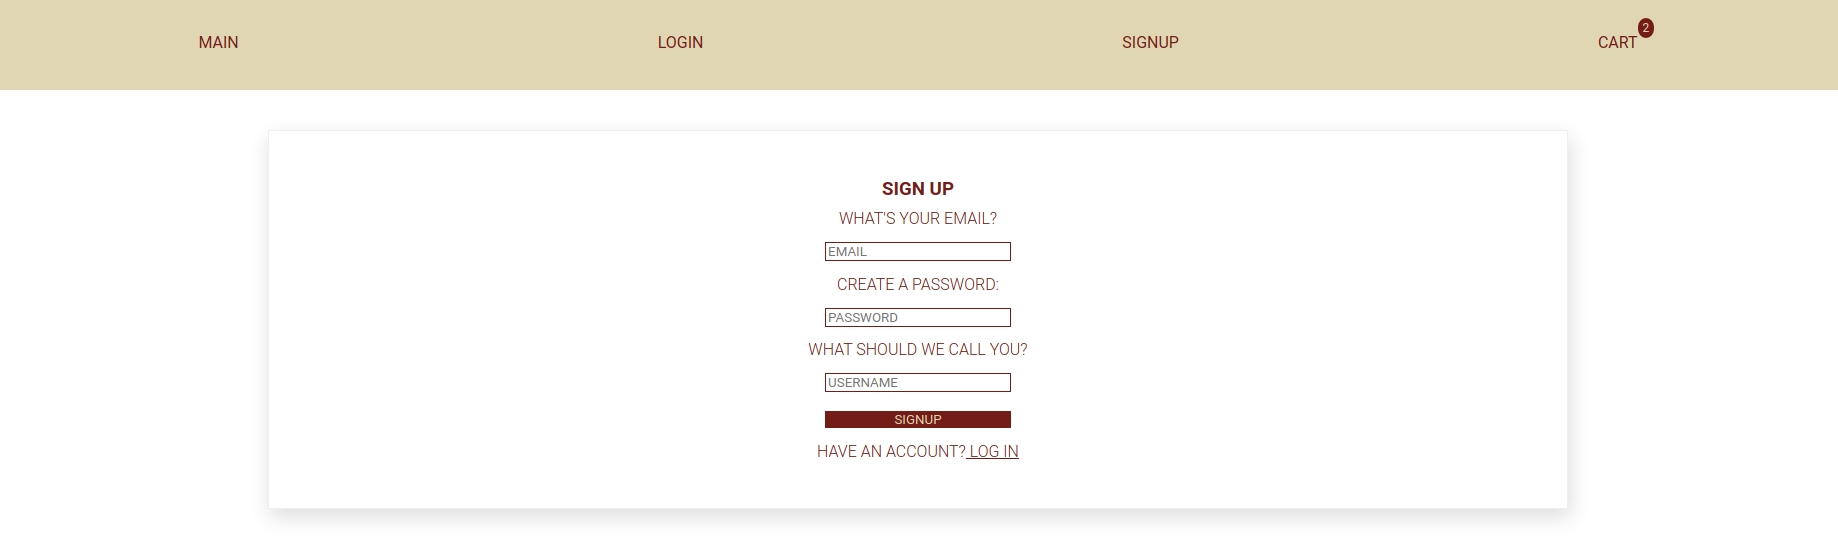 MAIN LOGIN SIGNUP CART 2
SIGN UP
WHAT'S YOUR EMAIL?
EMAIL
CREATE A PASSWORD:
PASSWORD
WHAT SHOULD WE CALL YOU?
USERNAME
SIGNUP
HAVE AN ACCOUNT? LOG IN